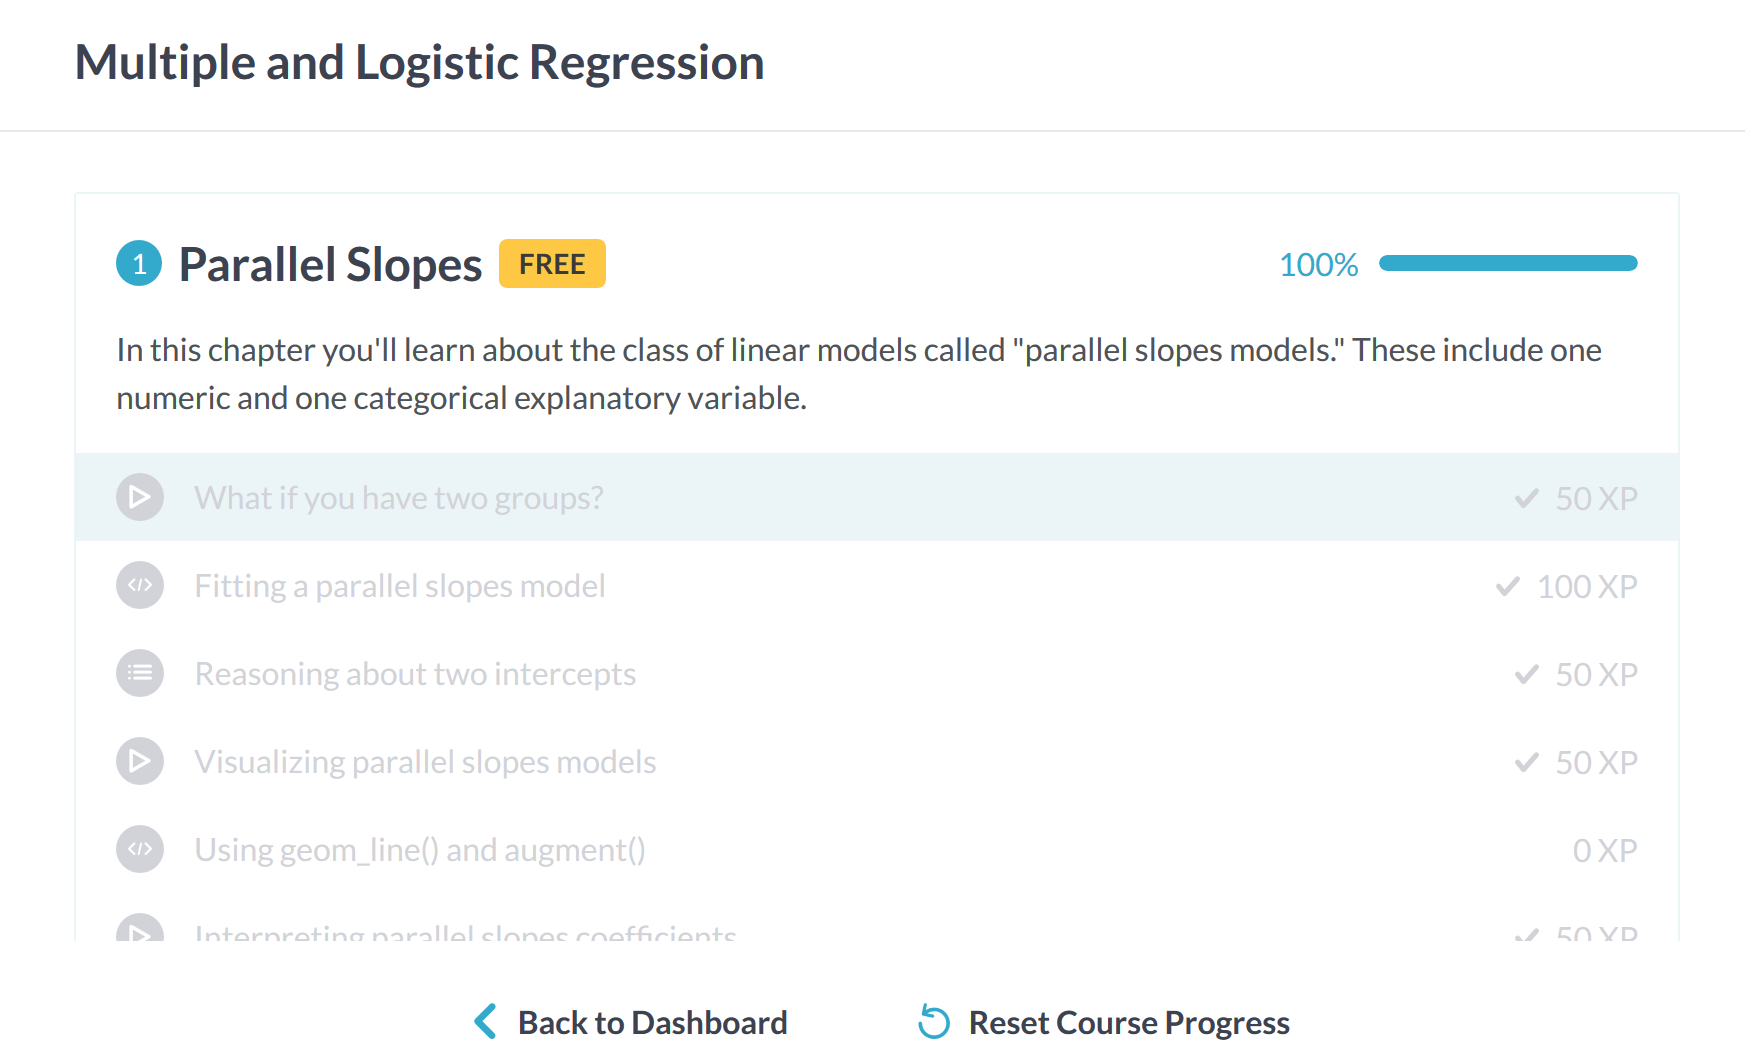 Multiple and Logistic Regression
1 Parallel Slopes FREE 100%
In this chapter you'll learn about the class of linear models called "parallel slopes models." These include one
numeric and one categorical explanatory variable.
What if you have two groups? 50 XP
Fitting a parallel slopes model 100 XP
Reasoning about two intercepts 50 XP
Visualizing parallel slopes models 50 XP
Using geom_line() and augment() 0 XP
Interpreting parallel slopes coefficients 50 XP
Back to Dashboard Reset Course Progress